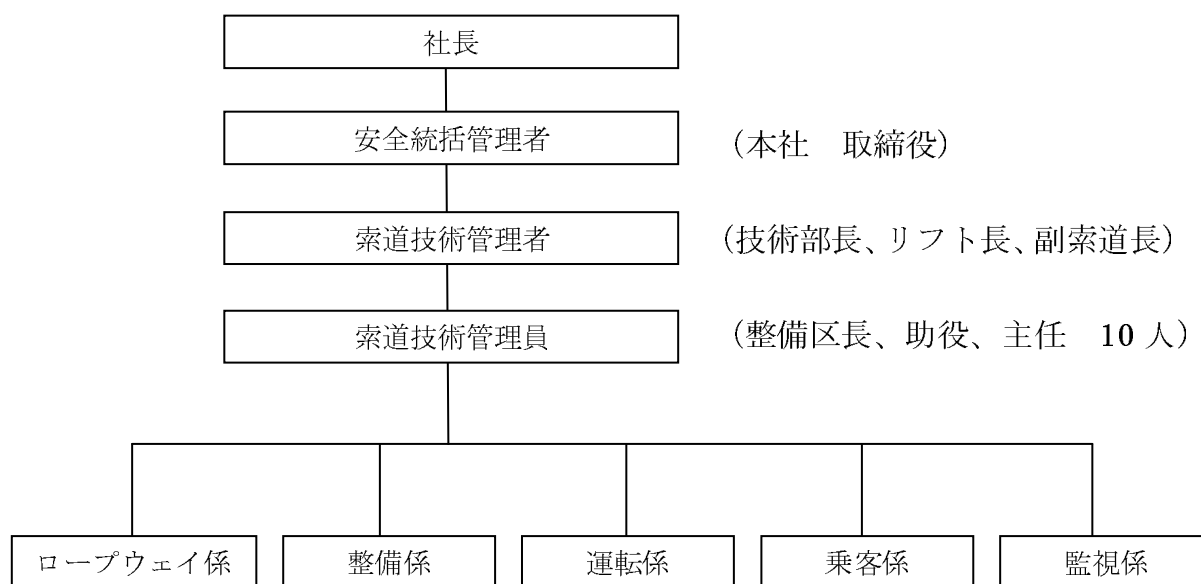 社長
安全統括管理者 (本社 取締役)
索道技術管理者 (技術部長、リフト長、副索道長)
索道技術管理員 (整備区長、助役、主任 10人)
ロープウェイ係 整備係 運転係 乗客係 監視係